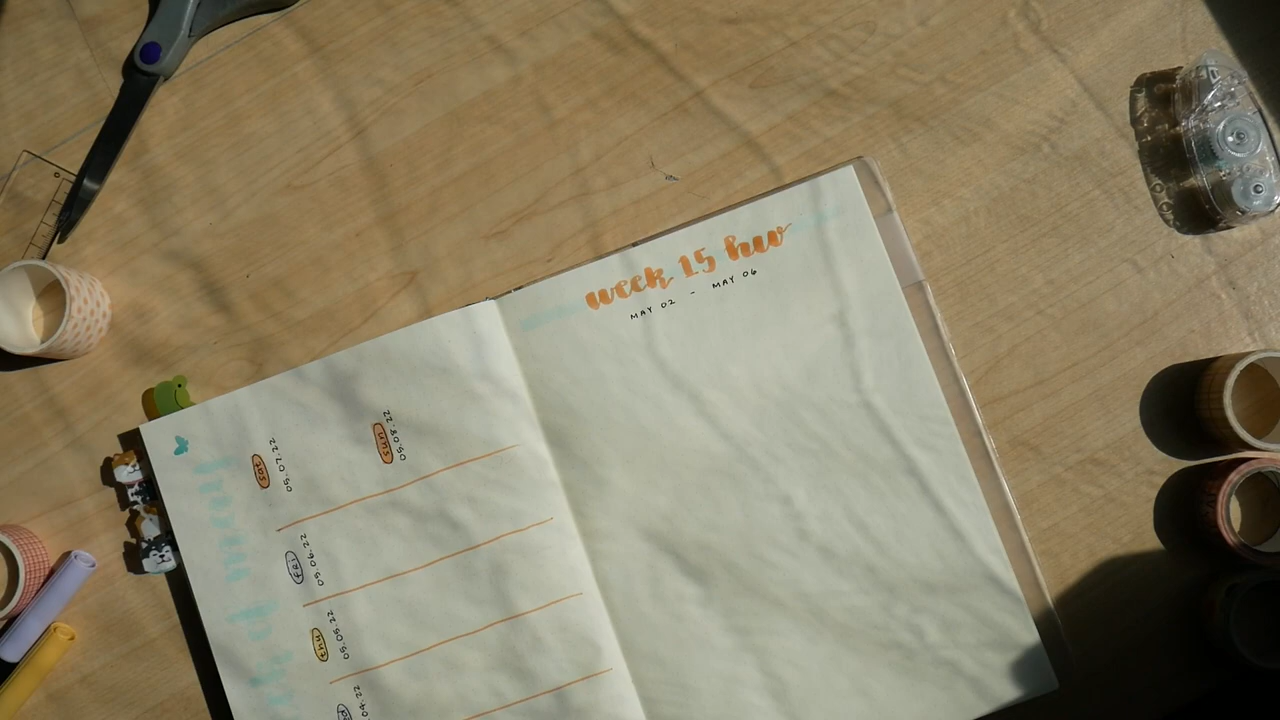 week 15 hw
MAY 02 - MAY 06
sun
05.08.22
sat
05.07.22
fri
05.06.22
thu
05.05.22